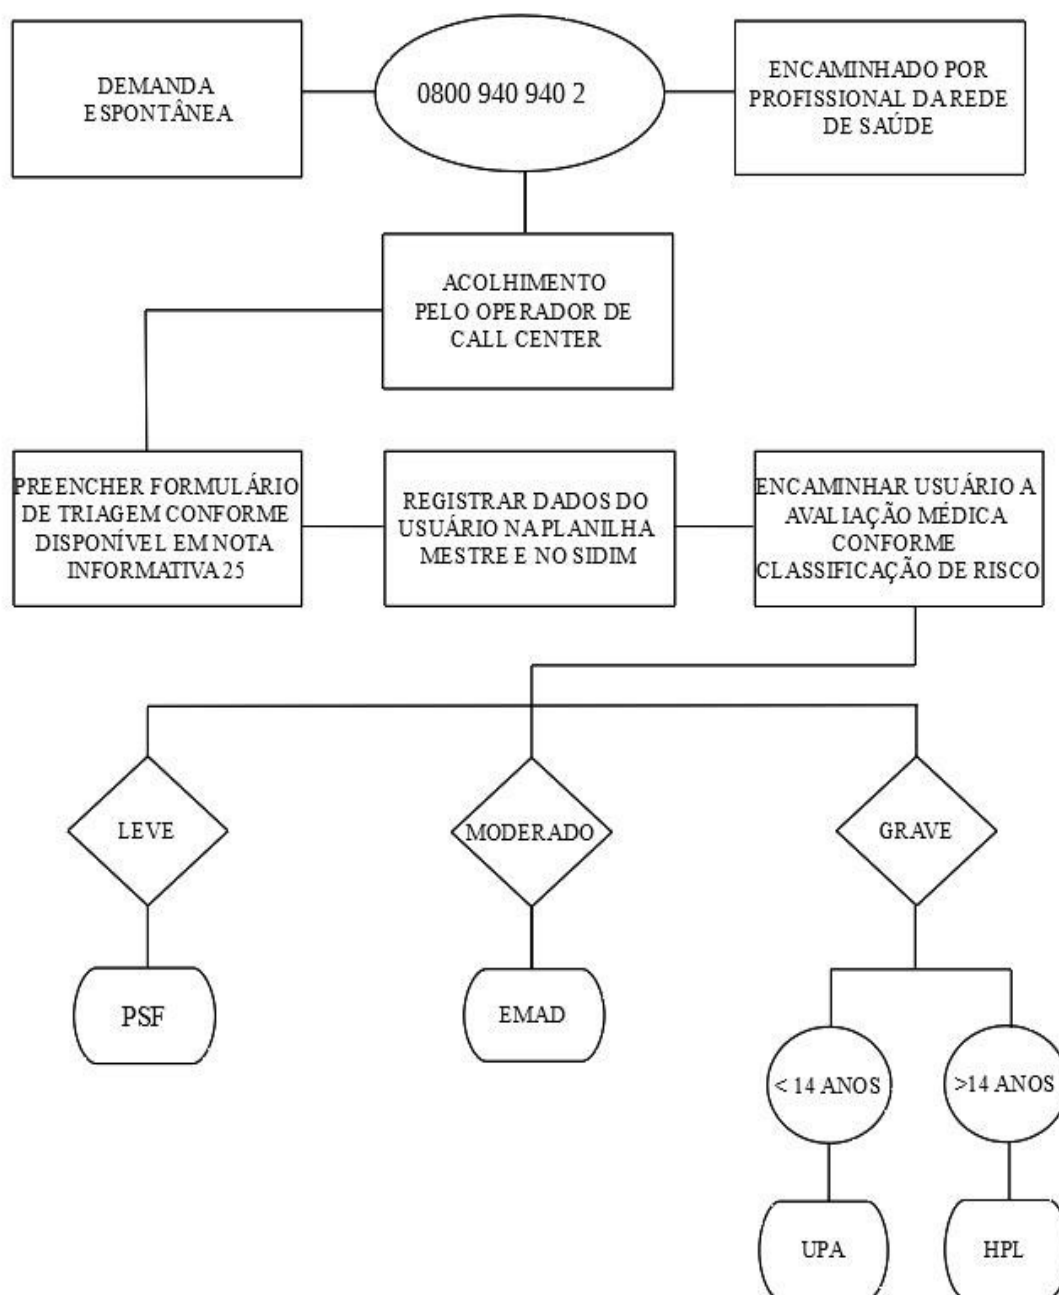 DEMANDA
ESPONTÂNEA
0800 940 940 2
ENCAMINHADO POR
PROFISSIONAL DA REDE
DE SAÚDE
ACOLHIMENTO
PELO OPERADOR DE
CALL CENTER
PREENCHER FORMULÁRIO
DE TRIAGEM CONFORME
DISPONÍVEL EM NOTA
INFORMATIVA 25
REGISTRAR DADOS DO
USUÁRIO NA PLANILHA
MESTRE E NO SIDIM
ENCAMINHAR USUÁRIO A
AVALIAÇÃO MÉDICA
CONFORME
CLASSIFICAÇÃO DE RISCO
LEVE
MODERADO
GRAVE
PSF
EMAD
< 14 ANOS
>14 ANOS
UPA
HPL